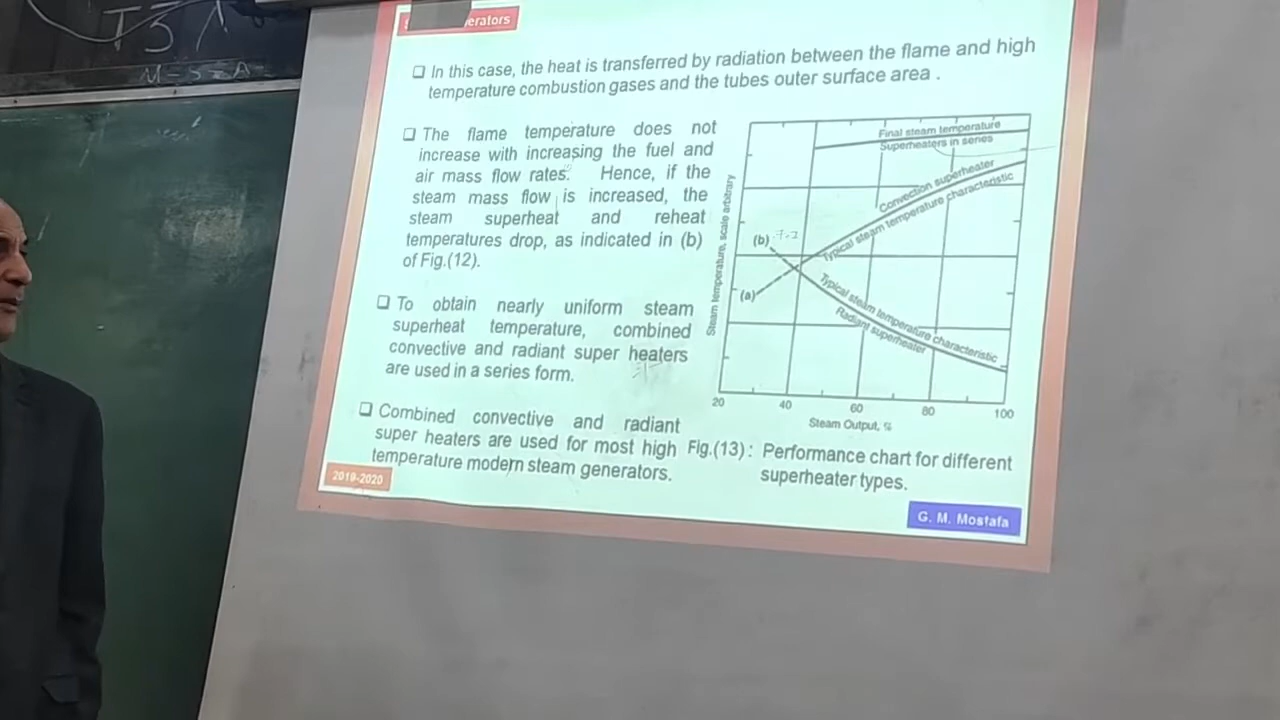 erators
❑ In this case, the heat is transferred by radiation between the flame and high
temperature combustion gases and the tubes outer surface area .
❑ The flame temperature does not
increase with increasing the fuel and
air mass flow rates. Hence, if the
steam mass flow is increased, the
steam superheat and reheat
temperatures drop, as indicated in (b)
of Fig.(12).
❑ To obtain nearly uniform steam
superheat temperature, combined
convective and radiant super heaters
are used in a series form.
❑ Combined convective and radiant
super heaters are used for most high
temperature modern steam generators.
Final steam temperature
Superheaters in series
Convection superheater
Typical steam temperature characteristic
(b)
(a)
Typical steam temperature characteristic
Radiant superheater
Steam temperature, scale arbitrary
20 40 60 80 100
Steam Output, %
Fig.(13) : Performance chart for different
superheater types.
2019-2020
G. M. Mostafa